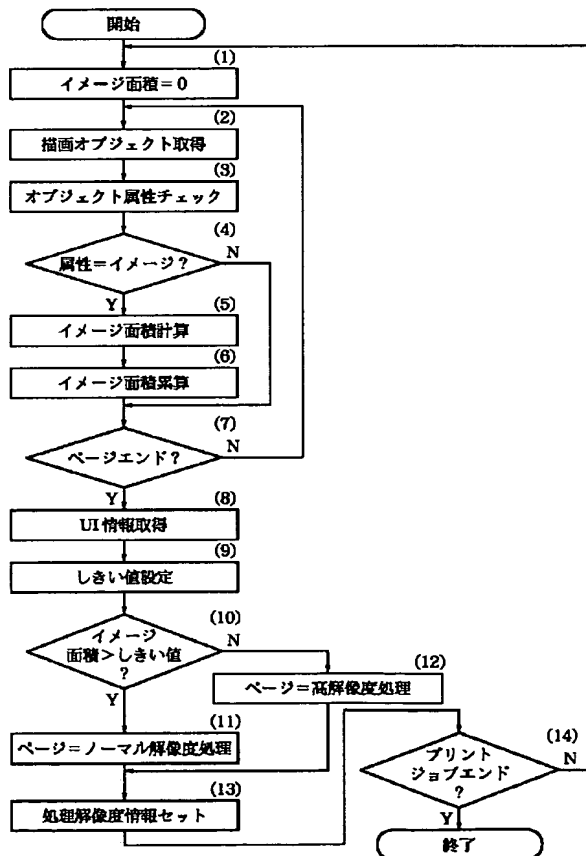 開始
(1)
イメージ面積＝0
(2)
描画オブジェクト取得
(3)
オブジェクト属性チェック
(4)
属性＝イメージ？
N
Y
(5)
イメージ面積計算
(6)
イメージ面積累算
(7)
ページエンド？
N
Y
(8)
UI情報取得
(9)
しきい値設定
(10)
イメージ
面積＞しきい値
？
N
Y
(12)
ページ＝高解像度処理
(11)
ページ＝ノーマル解像度処理
(13)
処理解像度情報セット
(14)
プリント
ジョブエンド
？
N
Y
終了